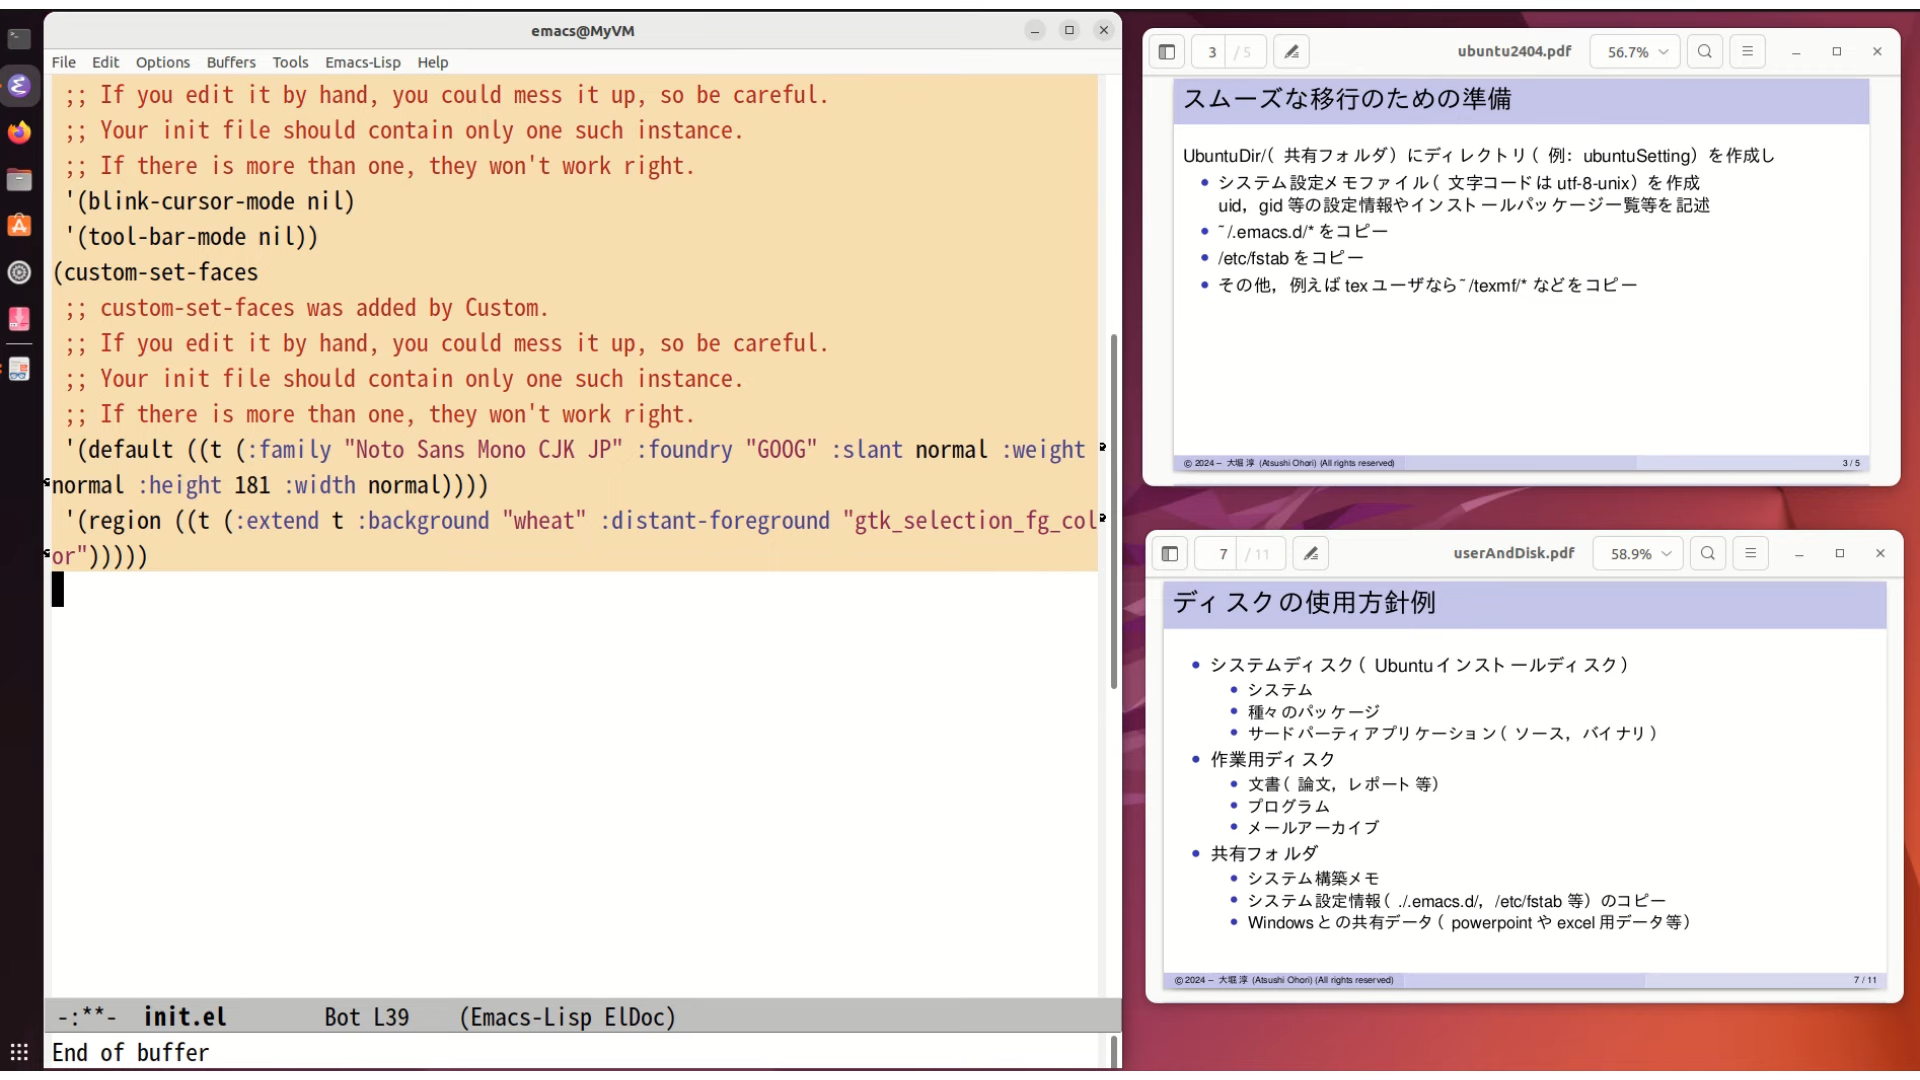 emacs@MyVM
File Edit Options Buffers Tools Emacs-Lisp Help
;; If you edit it by hand, you could mess it up, so be careful.
;; Your init file should contain only one such instance.
;; If there is more than one, they won't work right.
'(blink-cursor-mode nil)
'(tool-bar-mode nil))
(custom-set-faces
;; custom-set-faces was added by Custom.
;; If you edit it by hand, you could mess it up, so be careful.
;; Your init file should contain only one such instance.
;; If there is more than one, they won't work right.
'(default ((t (:family "Noto Sans Mono CJK JP" :foundry "GOOG" :slant normal :weight
normal :height 181 :width normal))))
'(region ((t (:extend t :background "wheat" :distant-foreground "gtk_selection_fg_col
or")))))
-:**- init.el Bot L39 (Emacs-Lisp ElDoc)
End of buffer
3 / 5 ubuntu2404.pdf 56.7%
スムーズな移行のための準備
UbuntuDir/(共有フォルダ)にディレクトリ(例: ubuntuSetting)を作成し
• システム設定メモファイル(文字コードは utf-8-unix)を作成
uid, gid 等の設定情報やインストールパッケージ一覧等を記述
• ~/.emacs.d/* をコピー
• /etc/fstab をコピー
• その他, 例えば tex ユーザなら~/texmf/* などをコピー
© 2024 – 大堀 淳 (Atsushi Ohori) (All rights reserved) 3 / 5
7 / 11 userAndDisk.pdf 58.9%
ディスクの使用方針例
• システムディスク(Ubuntu インストールディスク)
• システム
• 種々のパッケージ
• サードパーティアプリケーション(ソース, バイナリ)
• 作業用ディスク
• 文書(論文, レポート等)
• プログラム
• メールアーカイブ
• 共有フォルダ
• システム構築メモ
• システム設定情報(./.emacs.d/, /etc/fstab 等)のコピー
• Windows との共有データ(powerpoint や excel 用データ等)
© 2024 – 大堀 淳 (Atsushi Ohori) (All rights reserved) 7 / 11